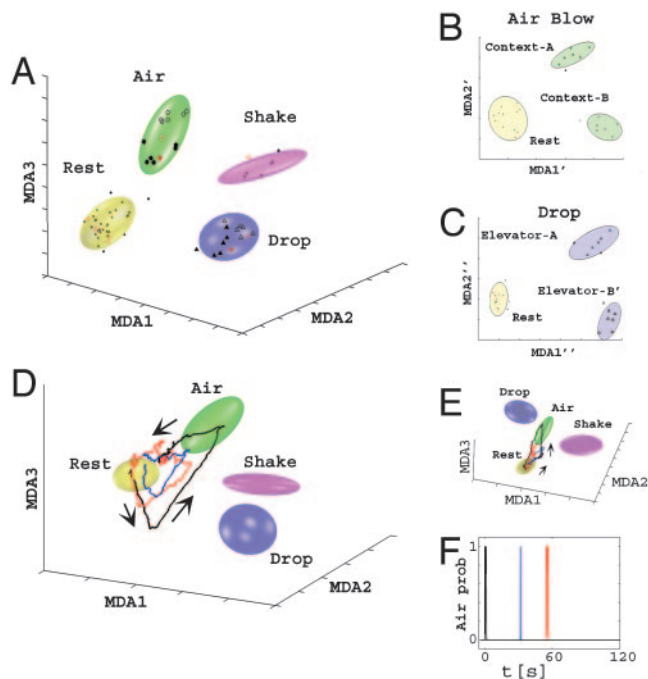 A
Air
Shake
Rest
Drop
MDA3
MDA1
MDA2
B
Air Blow
Context-A
Context-B
Rest
MDA2'
MDA1'
C
Drop
Elevator-A
Elevator-B'
Rest
MDA2''
MDA1''
D
Air
Rest
Shake
Drop
MDA3
MDA1
MDA2
E
Drop
Air
Shake
Rest
MDA3
MDA1
MDA2
F
Air prob
1
0
0 60 120
t[s]